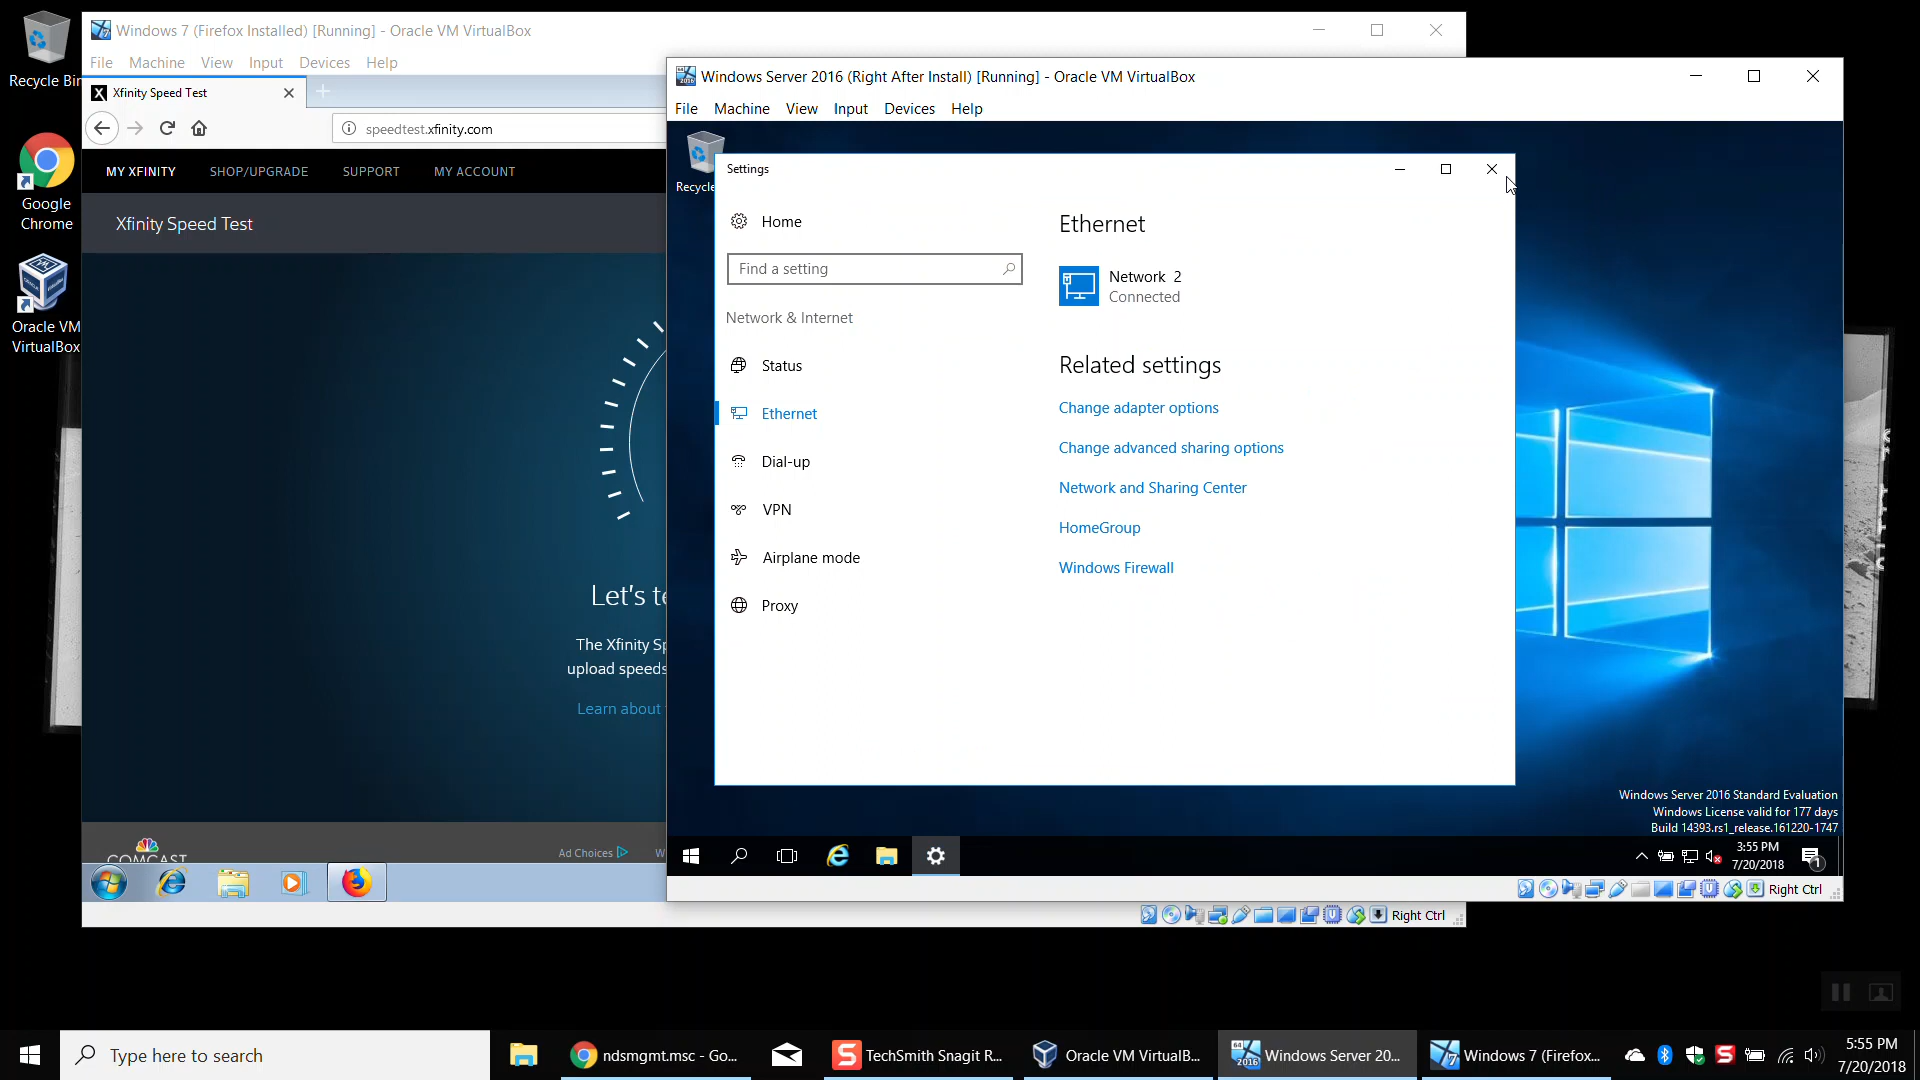 Recycle Bin
Google
Chrome
Oracle VM
VirtualBox
Windows 7 (Firefox Installed) [Running] - Oracle VM VirtualBox
File Machine View Input Devices Help
Xfinity Speed Test
speedtest.xfinity.com
MY XFINITY SHOP/UPGRADE SUPPORT MY ACCOUNT
Xfinity Speed Test
Let's te
The Xfinity Sp
upload speeds
Learn about
COMCAST
Ad Choices W
Right Ctrl
Windows Server 2016 (Right After Install) [Running] - Oracle VM VirtualBox
File Machine View Input Devices Help
Recycle
Settings
Home
Find a setting
Network & Internet
Status
Ethernet
Dial-up
VPN
Airplane mode
Proxy
Ethernet
Network 2
Connected
Related settings
Change adapter options
Change advanced sharing options
Network and Sharing Center
HomeGroup
Windows Firewall
Windows Server 2016 Standard Evaluation
Windows License valid for 177 days
Build 14393.rs1_release.161220-1747
3:55 PM
7/20/2018
1
Right Ctrl
Type here to search
ndsmgmt.msc - Go...
TechSmith Snagit R...
Oracle VM VirtualB...
Windows Server 20...
Windows 7 (Firefox...
5:55 PM
7/20/2018